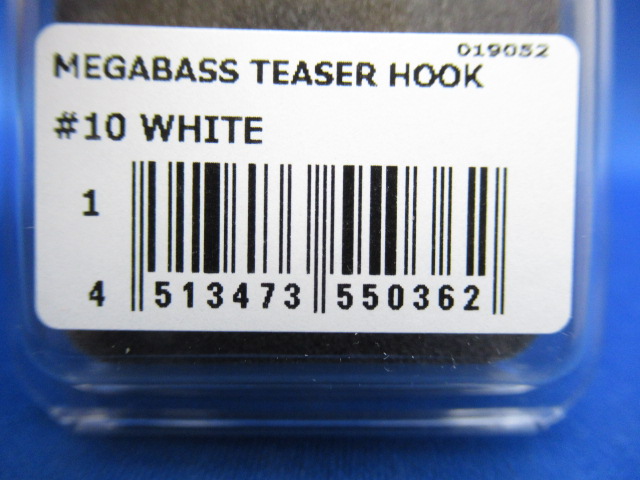 019052
MEGABASS TEASER HOOK
#10 WHITE
1
4 513473 550362